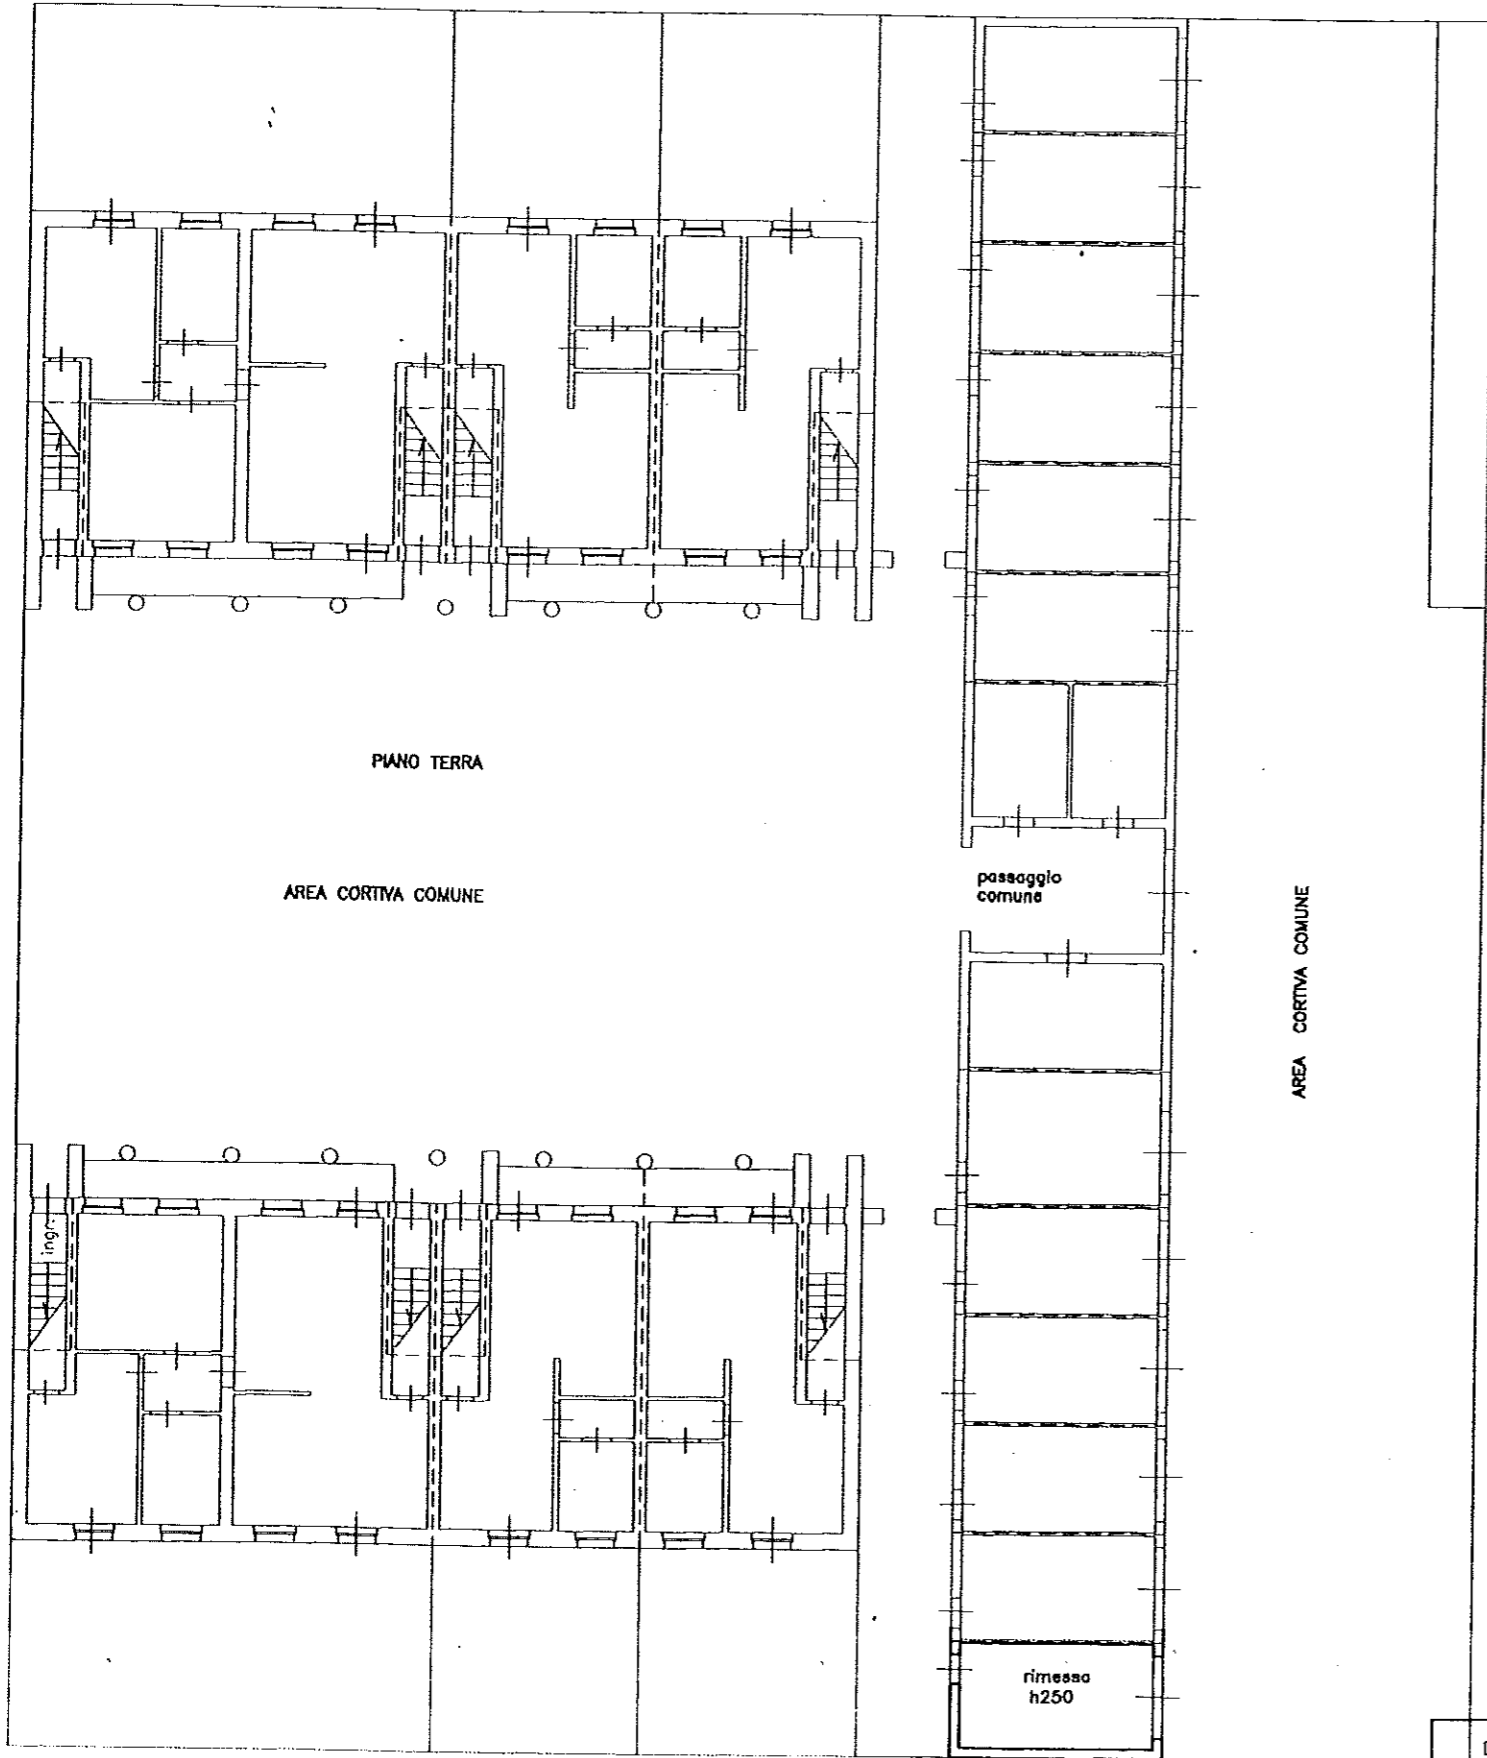 PIANO TERRA
AREA CORTIVA COMUNE
passaggio
comune
AREA CORTIVA COMUNE
ingr.
rimessa
h250